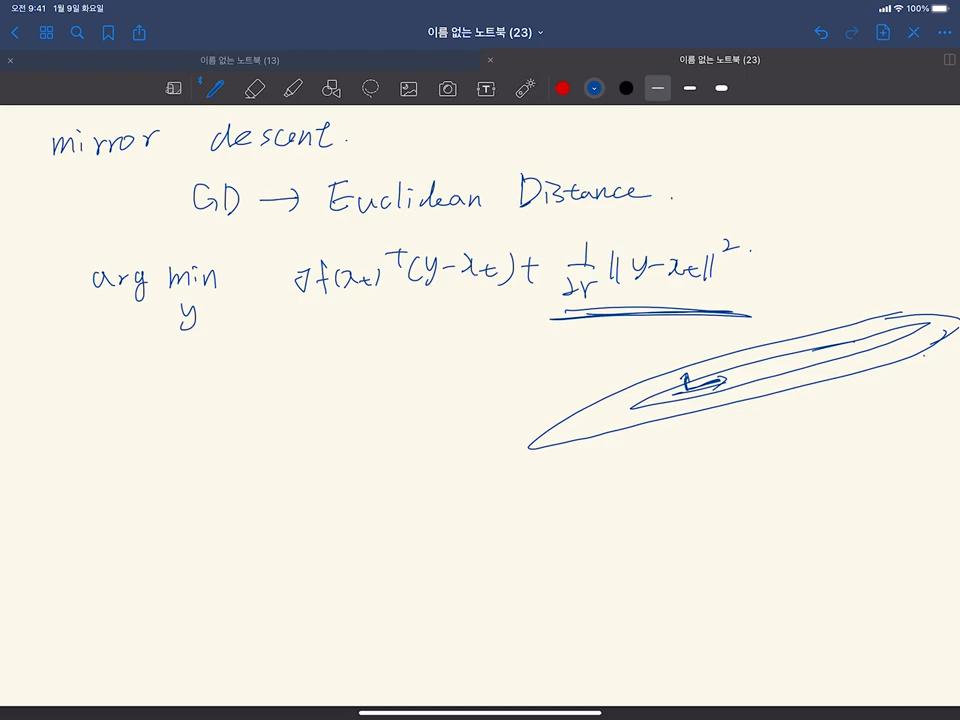 오전 9:41 1월 9일 화요일
100%
이름 없는 노트북 (23)
이름 없는 노트북 (13)
이름 없는 노트북 (23)
mirror descent.
GD → Euclidean Distance.
arg min ∇f(xt)^T(y-xt) + 1/2r ||y-xt||^2.
y